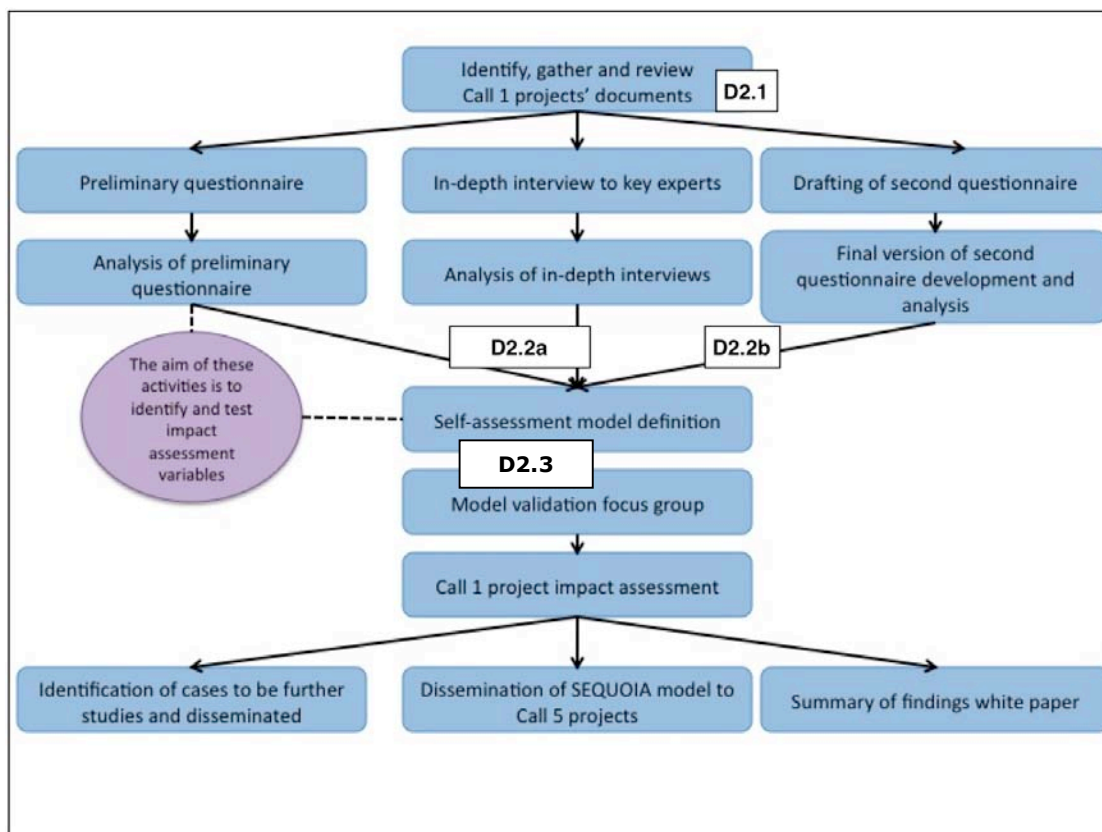 Identify, gather and review
Call 1 projects' documents
D2.1
Preliminary questionnaire
In-depth interview to key experts
Drafting of second questionnaire
Analysis of preliminary
questionnaire
Analysis of in-depth interviews
Final version of second
questionnaire development and
analysis
D2.2a
D2.2b
The aim of these
activities is to
identify and test
impact
assessment
variables
Self-assessment model definition
D2.3
Model validation focus group
Call 1 project impact assessment
Identification of cases to be further
studies and disseminated
Dissemination of SEQUOIA model to
Call 5 projects
Summary of findings white paper